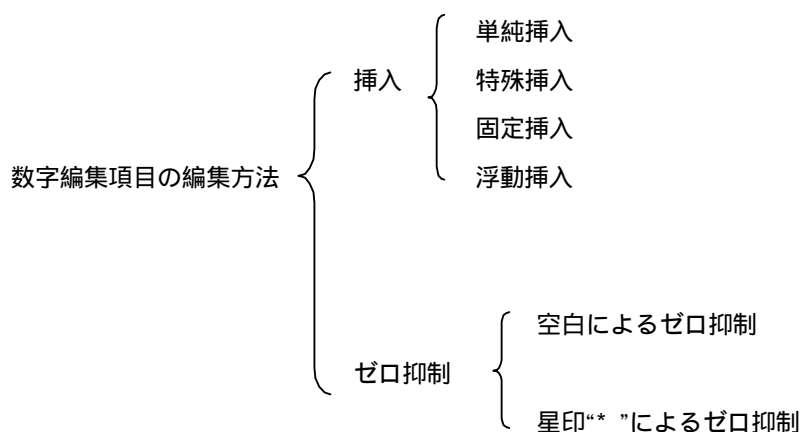 単純挿入
挿入
特殊挿入
固定挿入
数字編集項目の編集方法
浮動挿入
空白によるゼロ抑制
ゼロ抑制
星印“* ”によるゼロ抑制